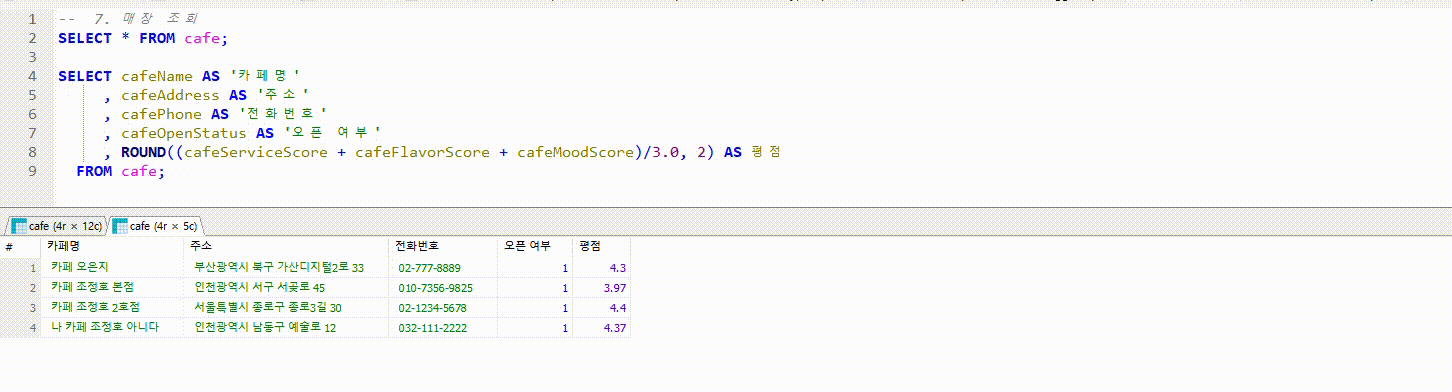 1 -- 7. 매장 조회
2 SELECT * FROM cafe;
3
4 SELECT cafeName AS '카페명'
5 , cafeAddress AS '주소'
6 , cafePhone AS '전화번호'
7 , cafeOpenStatus AS '오픈 여부'
8 , ROUND((cafeServiceScore + cafeFlavorScore + cafeMoodScore)/3.0, 2) AS 평점
9 FROM cafe;
cafe (4r × 12c) cafe (4r × 5c)
# 카페명 주소 전화번호 오픈 여부 평점
1 카페 오은지 부산광역시 북구 가산디지털2로 33 02-777-8889 1 4.3
2 카페 조정호 본점 인천광역시 서구 서곶로 45 010-7356-9825 1 3.97
3 카페 조정호 2호점 서울특별시 종로구 종로3길 30 02-1234-5678 1 4.4
4 나 카페 조정호 아니다 인천광역시 남동구 예술로 12 032-111-2222 1 4.37